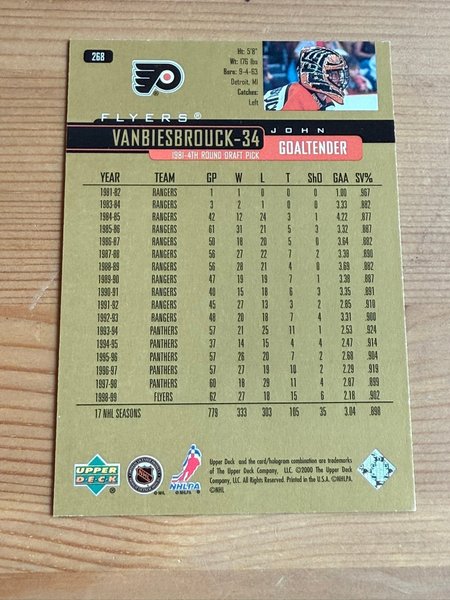 268
Ht: 5'8"
Wt: 176 lbs
Born: 9-4-63
Detroit, MI
Catches:
Left
FLYERS®
JOHN
VANBIESBROUCK-34
GOALTENDER
1981-4TH ROUND DRAFT PICK
YEAR TEAM GP W L T ShO GAA SV%
1981-82 RANGERS 1 1 0 0 0 1.00 .967
1983-84 RANGERS 3 2 1 0 0 3.33 .882
1984-85 RANGERS 42 12 24 3 1 4.22 .877
1985-86 RANGERS 61 31 21 5 3 3.32 .887
1986-87 RANGERS 50 18 20 5 0 3.64 .882
1987-88 RANGERS 56 27 22 7 2 3.38 .890
1988-89 RANGERS 56 28 21 4 0 3.69 .882
1989-90 RANGERS 47 19 19 7 1 3.38 .887
1990-91 RANGERS 40 15 18 6 3 3.35 .891
1991-92 RANGERS 45 27 13 3 2 2.85 .910
1992-93 RANGERS 48 20 18 7 4 3.31 .900
1993-94 PANTHERS 57 21 25 11 1 2.53 .924
1994-95 PANTHERS 37 14 15 4 4 2.47 .914
1995-96 PANTHERS 57 26 20 7 2 2.68 .904
1996-97 PANTHERS 57 27 19 10 2 2.29 .919
1997-98 PANTHERS 60 18 29 11 4 2.87 .899
1998-99 FLYERS 62 27 18 15 6 2.18 .902
17 NHL SEASONS 779 333 303 105 35 3.04 .898
UPPER DECK
NHL
© NHL
NHLPA
© NHLPA
Upper Deck and the card/hologram combination are trademarks
of The Upper Deck Company, LLC. ©2000 The Upper Deck
Company, LLC. All Rights Reserved. Printed in the U.S.A. ©NHLPA.
©NHL